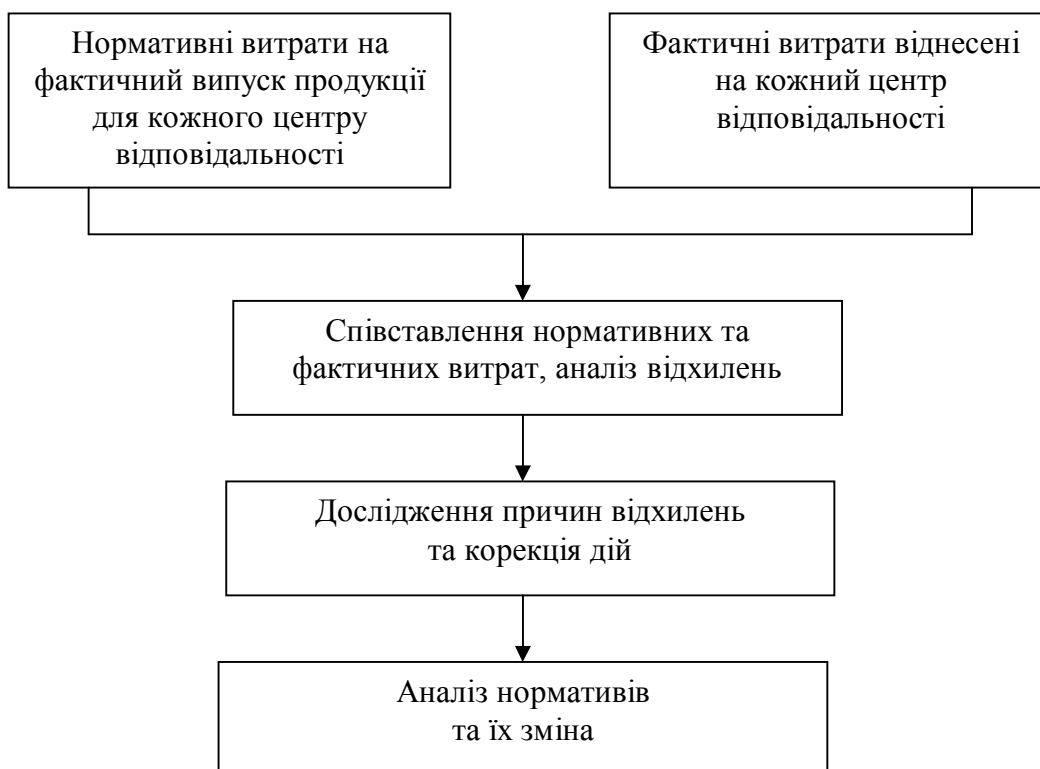 Нормативні витрати на
фактичний випуск продукції
для кожного центру
відповідальності
Фактичні витрати віднесені
на кожний центр
відповідальності
Співставлення нормативних та
фактичних витрат, аналіз відхилень
Дослідження причин відхилень
та корекція дій
Аналіз нормативів
та їх зміна